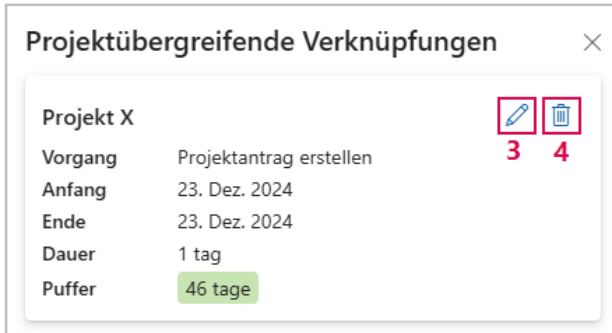 Projektübergreifende Verknüpfungen
Projekt X
3 4
Vorgang Projektantrag erstellen
Anfang 23. Dez. 2024
Ende 23. Dez. 2024
Dauer 1 tag
Puffer 46 tage